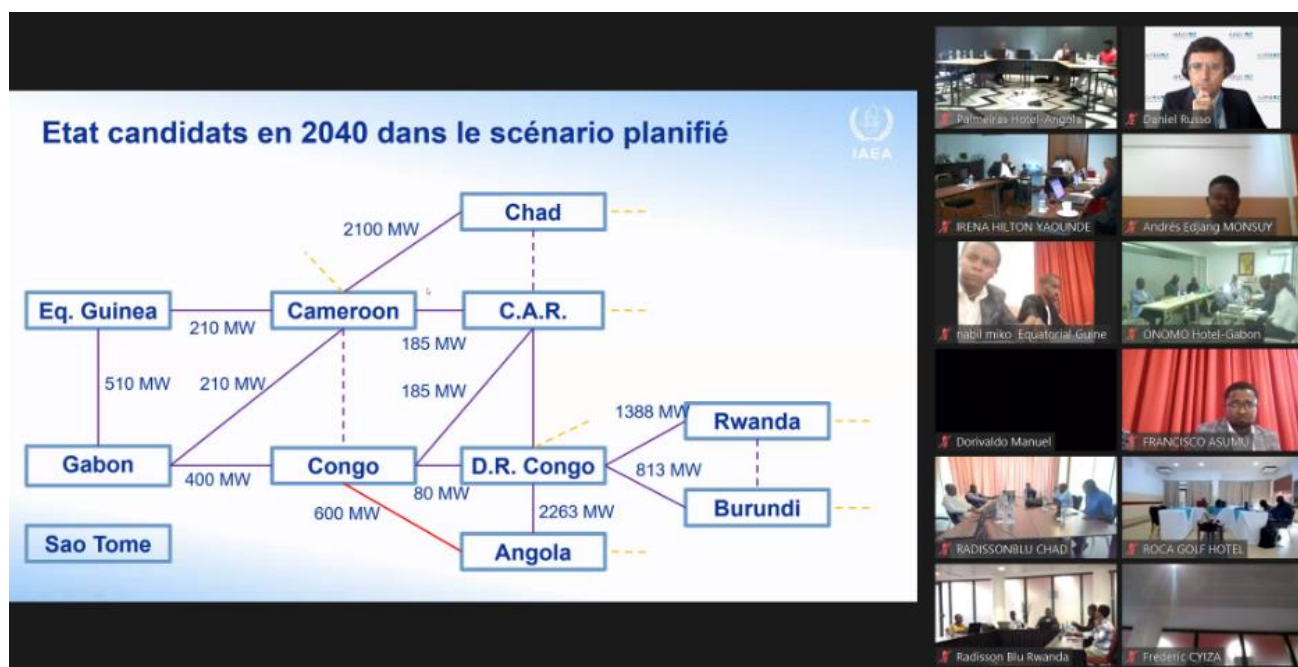 Etat candidats en 2040 dans le scénario planifié
IAEA
Chad
2100 MW
Eq. Guinea
Cameroon
C.A.R.
210 MW
185 MW
510 MW
210 MW
185 MW
1388 MW
Rwanda
Gabon
Congo
D.R. Congo
813 MW
400 MW
80 MW
600 MW
2263 MW
Burundi
Sao Tome
Angola
Palmeiras Hotel-Angola
Daniel Russo
IRENA HILTON YAOUNDE
Andrés Edjang MONSUY
nabil miko Equatorial Guine
ONOMO Hotel-Gabon
Dorivaldo Manuel
FRANCISCO ASUMU
RADISSONBLU CHAD
ROCA GOLF HOTEL
Radisson Blu Rwanda
Frederic CYIZA